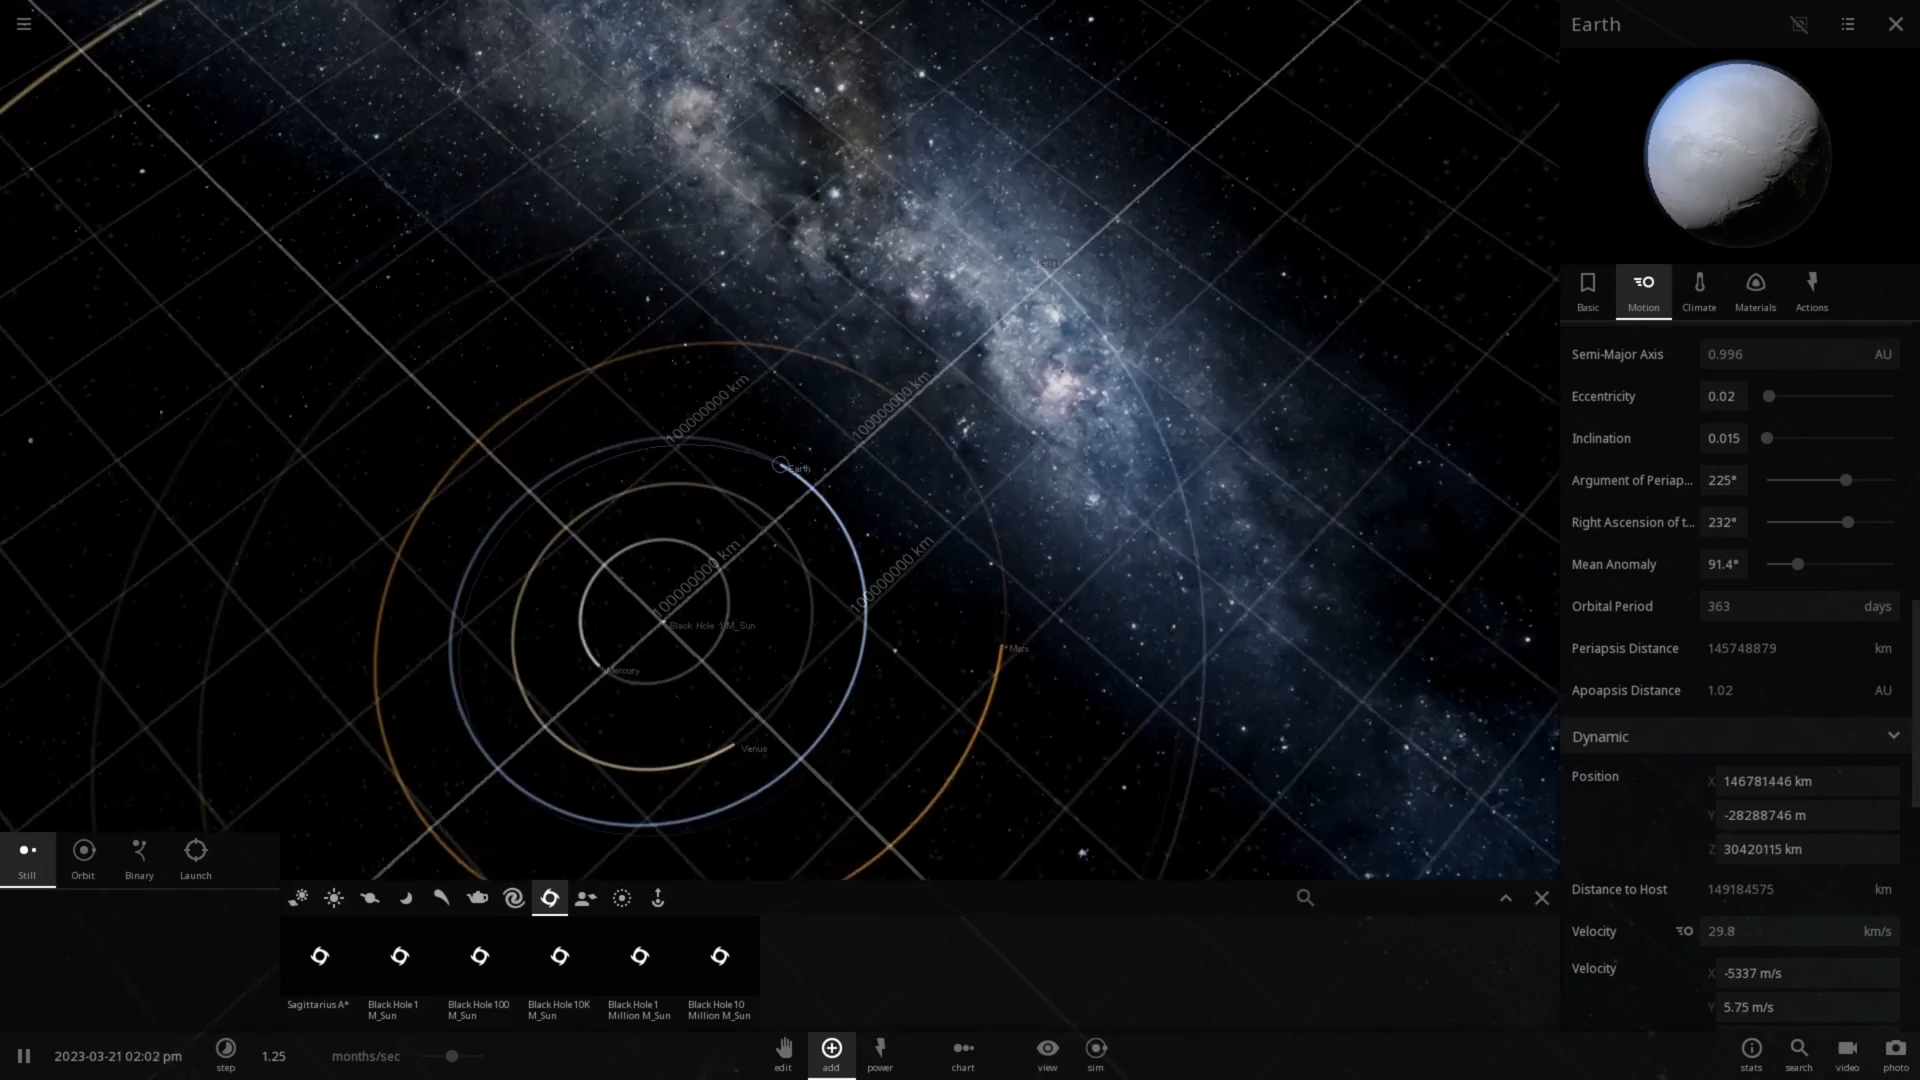 Earth
Basic
Motion
Climate
Materials
Actions
Semi-Major Axis 0.996 AU
Eccentricity 0.02
Inclination 0.015
Argument of Periap... 225°
Right Ascension of t... 232°
Mean Anomaly 91.4°
Orbital Period 363 days
Periapsis Distance 145748879 km
Apoapsis Distance 1.02 AU
Dynamic
Position X 146781446 km
Y -28288746 m
Z 30420115 km
Distance to Host 149184575 km
Velocity 29.8 km/s
Velocity X -5337 m/s
Y 5.75 m/s
100000000 km
100000000 km
Earth
100000000 km
100000000 km
Black Hole 1 M_Sun
Mercury
Mars
Venus
Still
Orbit
Binary
Launch
Sagittarius A*
Black Hole 1
M_Sun
Black Hole 100
M_Sun
Black Hole 10K
M_Sun
Black Hole 1
Million M_Sun
Black Hole 10
Million M_Sun
2023-03-21 02:02 pm
step
1.25 months/sec
edit
add
power
chart
view
sim
stats
search
video
photo